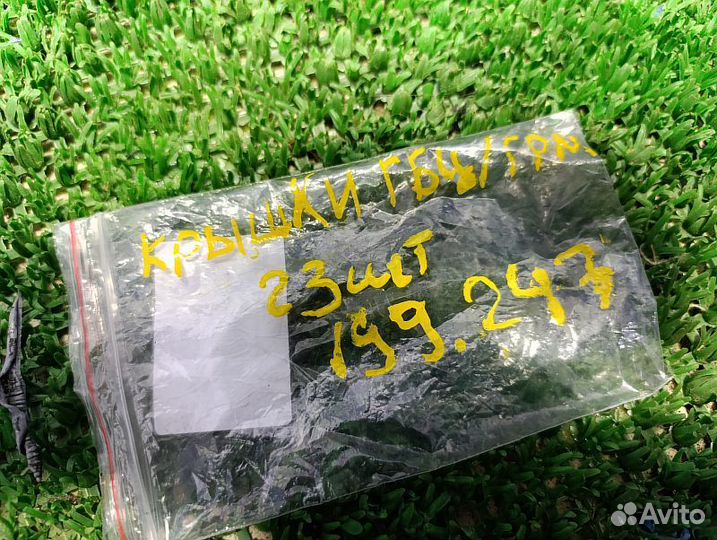 КРЫШКИ ГБЦ/ГРМ.
23шт
199.247
Avito